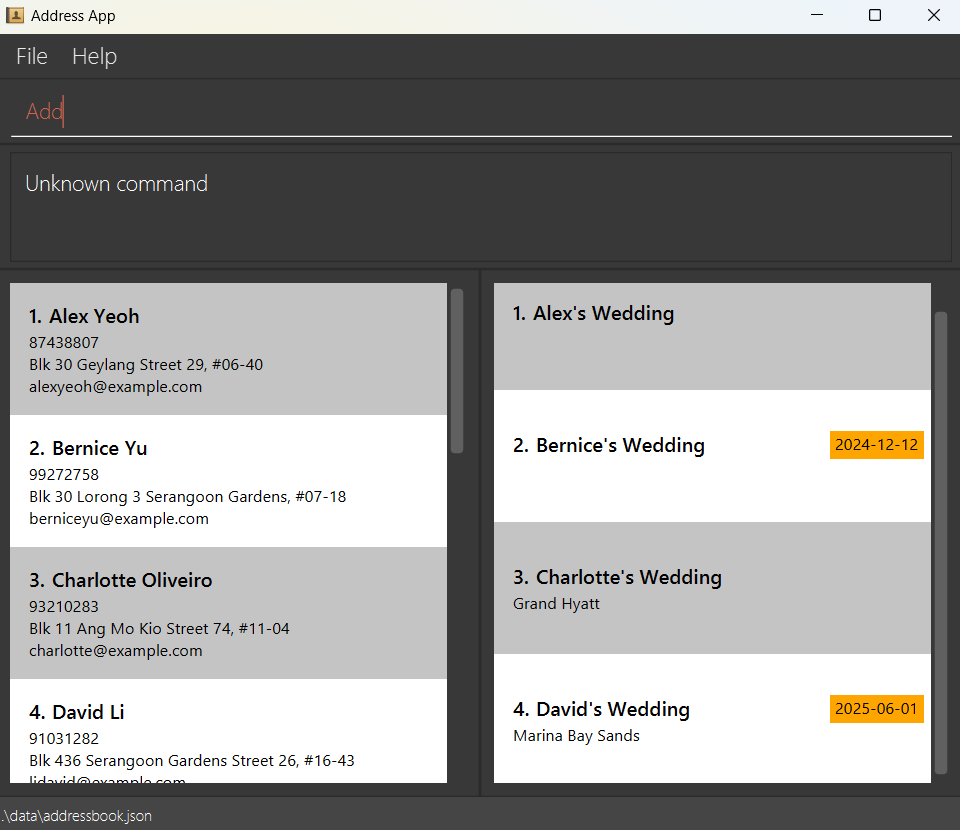 Address App
File Help
Add
Unknown command
1. Alex Yeoh
87438807
Blk 30 Geylang Street 29, #06-40
alexyeoh@example.com
2. Bernice Yu
99272758
Blk 30 Lorong 3 Serangoon Gardens, #07-18
berniceyu@example.com
3. Charlotte Oliveiro
93210283
Blk 11 Ang Mo Kio Street 74, #11-04
charlotte@example.com
4. David Li
91031282
Blk 436 Serangoon Gardens Street 26, #16-43
lidavid@example.com
1. Alex's Wedding
2. Bernice's Wedding 2024-12-12
3. Charlotte's Wedding
Grand Hyatt
4. David's Wedding 2025-06-01
Marina Bay Sands
.\data\addressbook.json